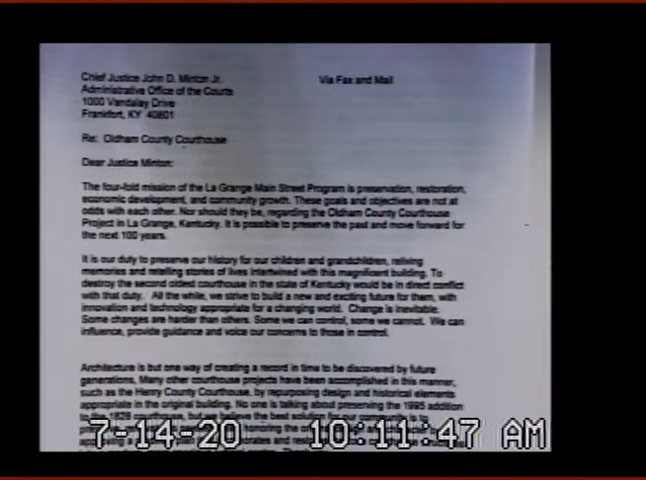 Chief Justice John D. Minton Jr. Via Fax and Mail
Administrative Office of the Courts
1000 Vandalay Drive
Frankfort, KY 40601
Re: Oldham County Courthouse
Dear Justice Minton:
The four-fold mission of the La Grange Main Street Program is preservation, restoration,
economic development, and community growth. These goals and objectives are not at
odds with each other. Nor should they be, regarding the Oldham County Courthouse
Project in La Grange, Kentucky. It is possible to preserve the past and move forward for
the next 100 years.
It is our duty to preserve our history for our children and grandchildren, reliving
memories and retelling stories of lives intertwined with this magnificent building. To
destroy the second oldest courthouse in the state of Kentucky would be in direct conflict
with that duty. All the while, we strive to build a new and exciting future for them, with
innovation and technology appropriate for a changing world. Change is inevitable.
Some changes are harder than others. Some we can control, some we cannot. We can
influence, provide guidance and voice our concerns to those in control.
Architecture is but one way of creating a record in time to be discovered by future
generations, Many other courthouse projects have been accomplished in this manner,
such as the Henry County Courthouse, by repurposing design and historical elements
appropriate in the original building. No one is talking about preserving the 1995 addition
to the 1828 courthouse, but we believe the best solution for our community is to
honoring the
7-14-20 10:11:47 AM